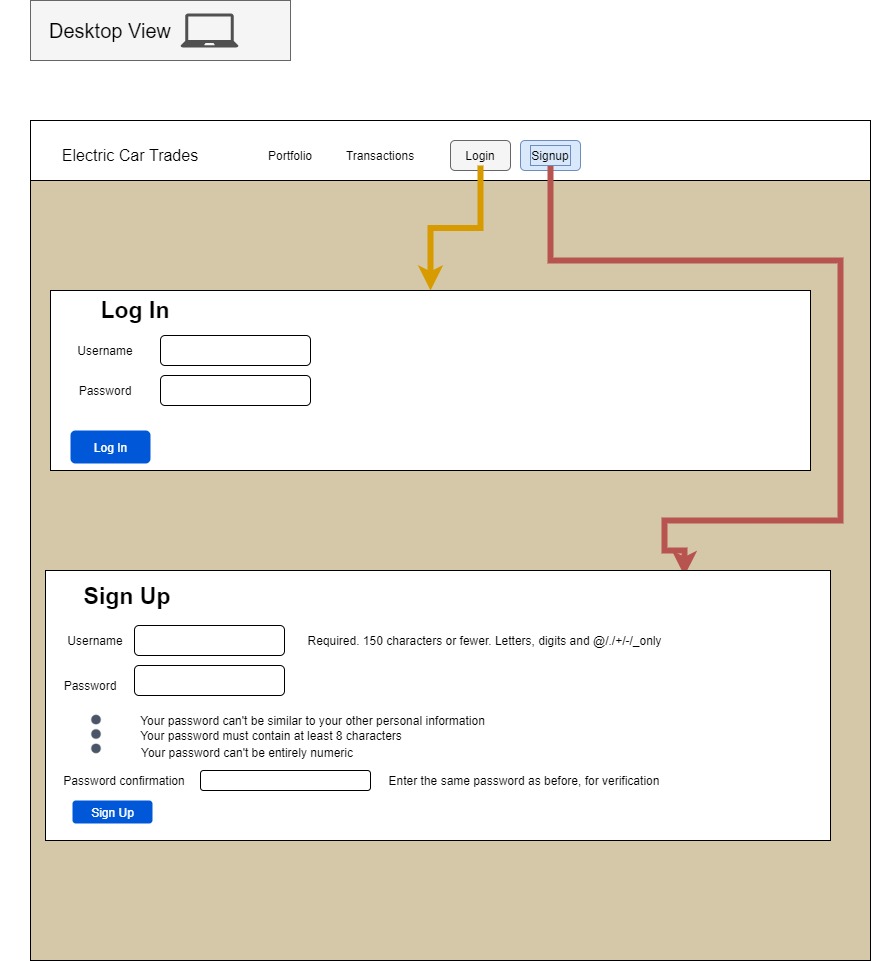 Desktop View
Electric Car Trades Portfolio Transactions Login Signup
Log In
Username
Password
Log In
Sign Up
Username Required. 150 characters or fewer. Letters, digits and @/./+/-/_only
Password
Your password can't be similar to your other personal information
Your password must contain at least 8 characters
Your password can't be entirely numeric
Password confirmation Enter the same password as before, for verification
Sign Up